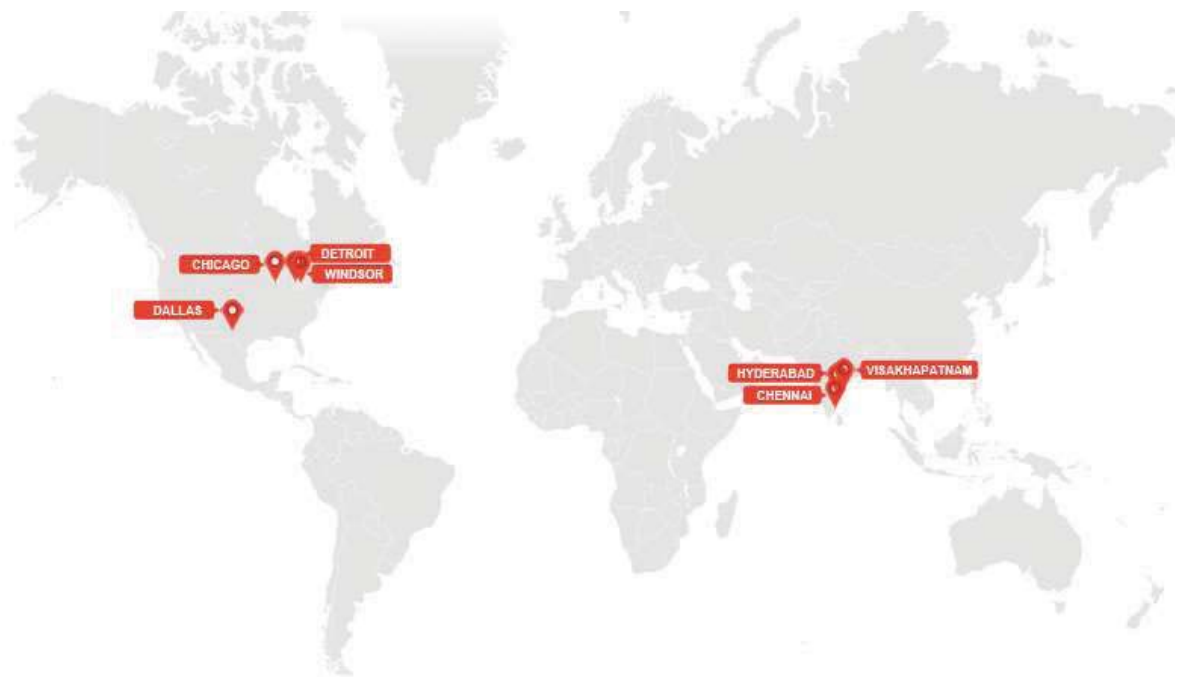 DETROIT
CHICAGO
WINDSOR
DALLAS
HYDERABAD
VISAKHAPATNAM
CHENNAI